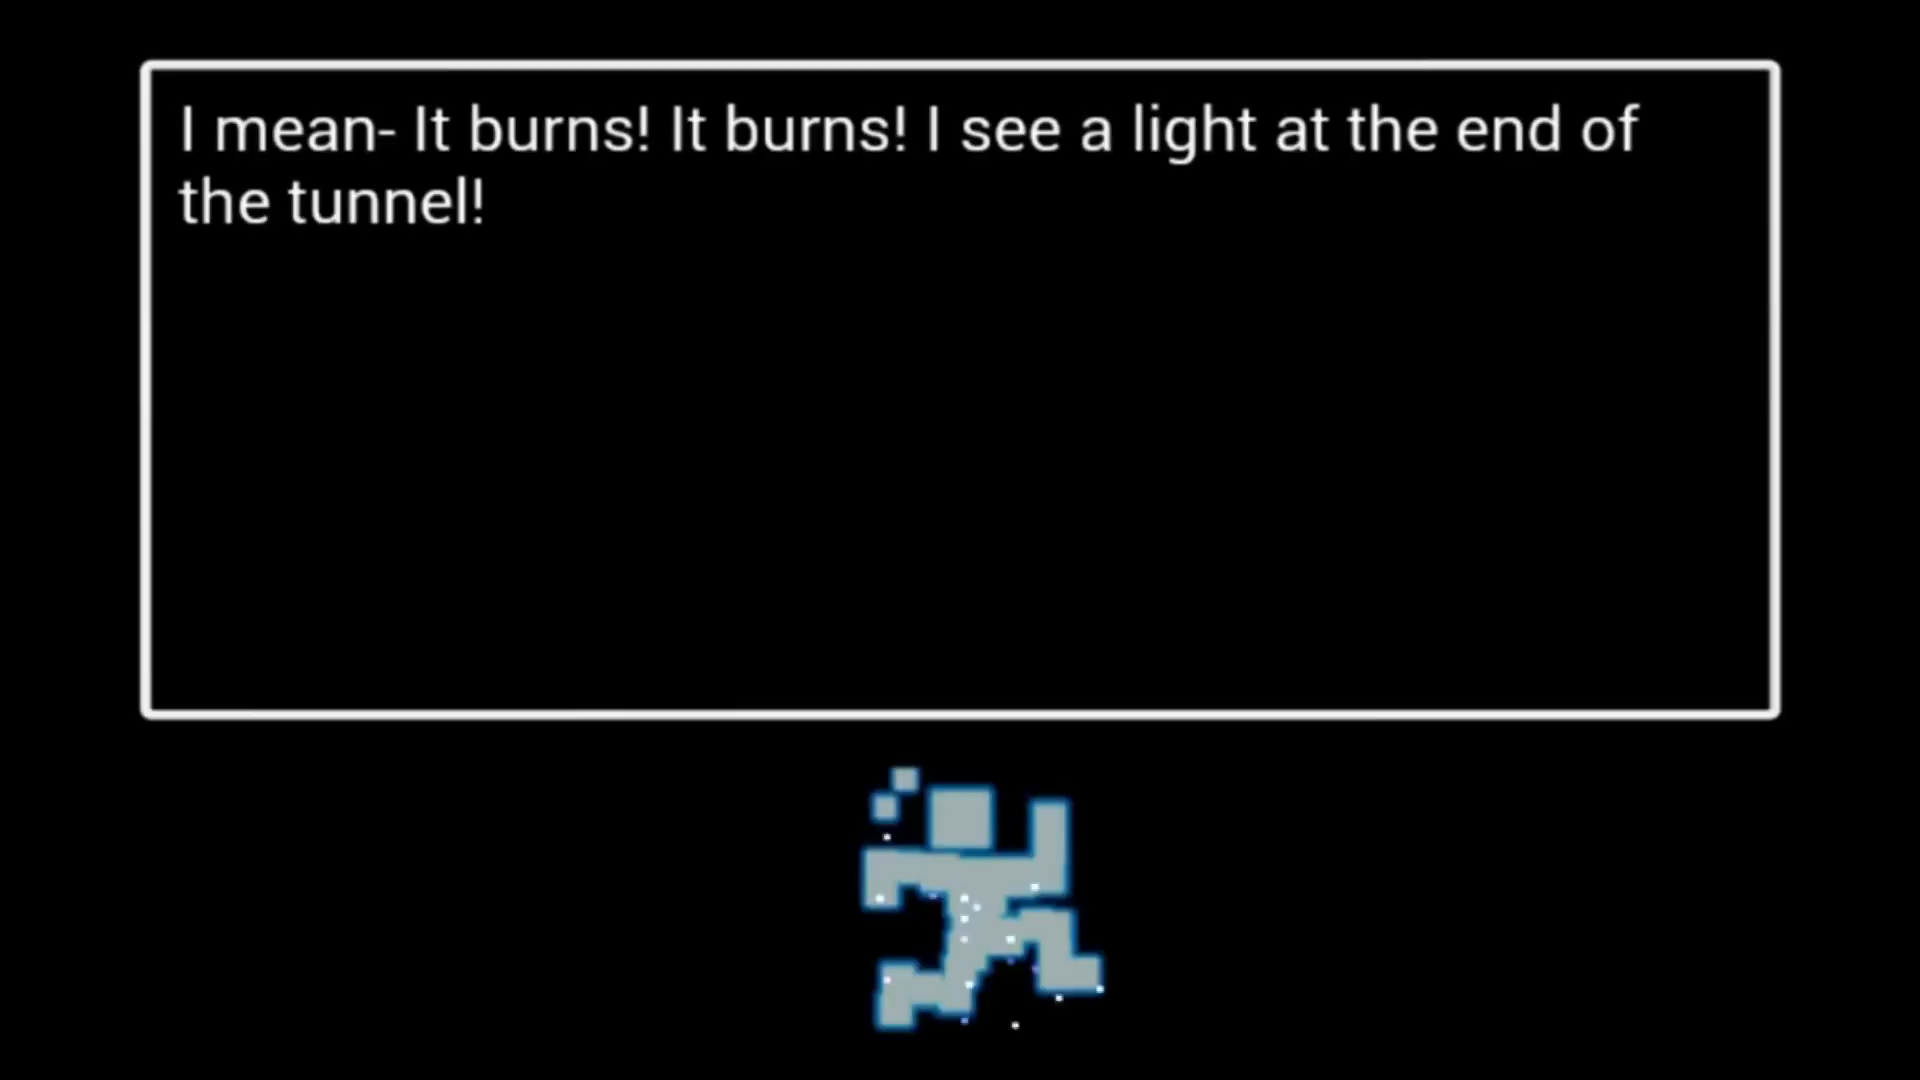 I mean- It burns! It burns! I see a light at the end of
the tunnel!